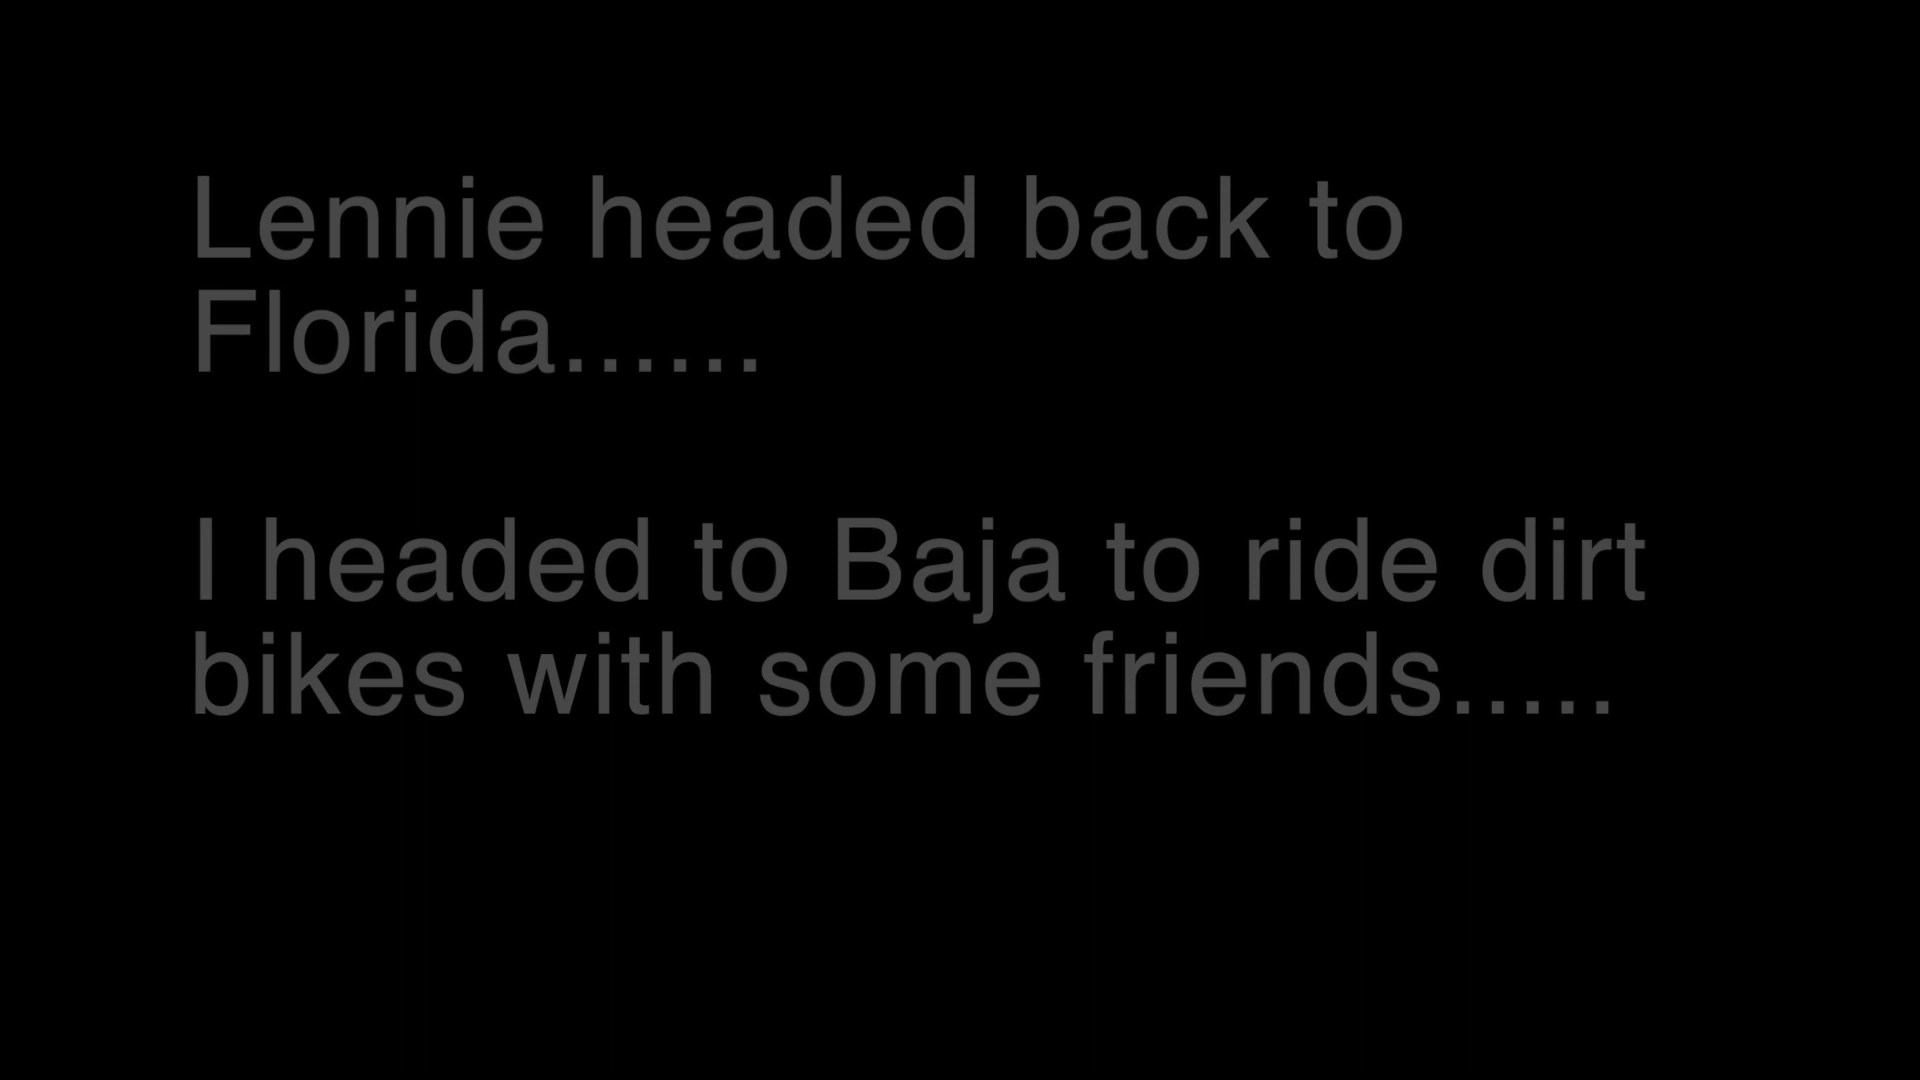 Lennie headed back to
Florida......
I headed to Baja to ride dirt
bikes with some friends.....